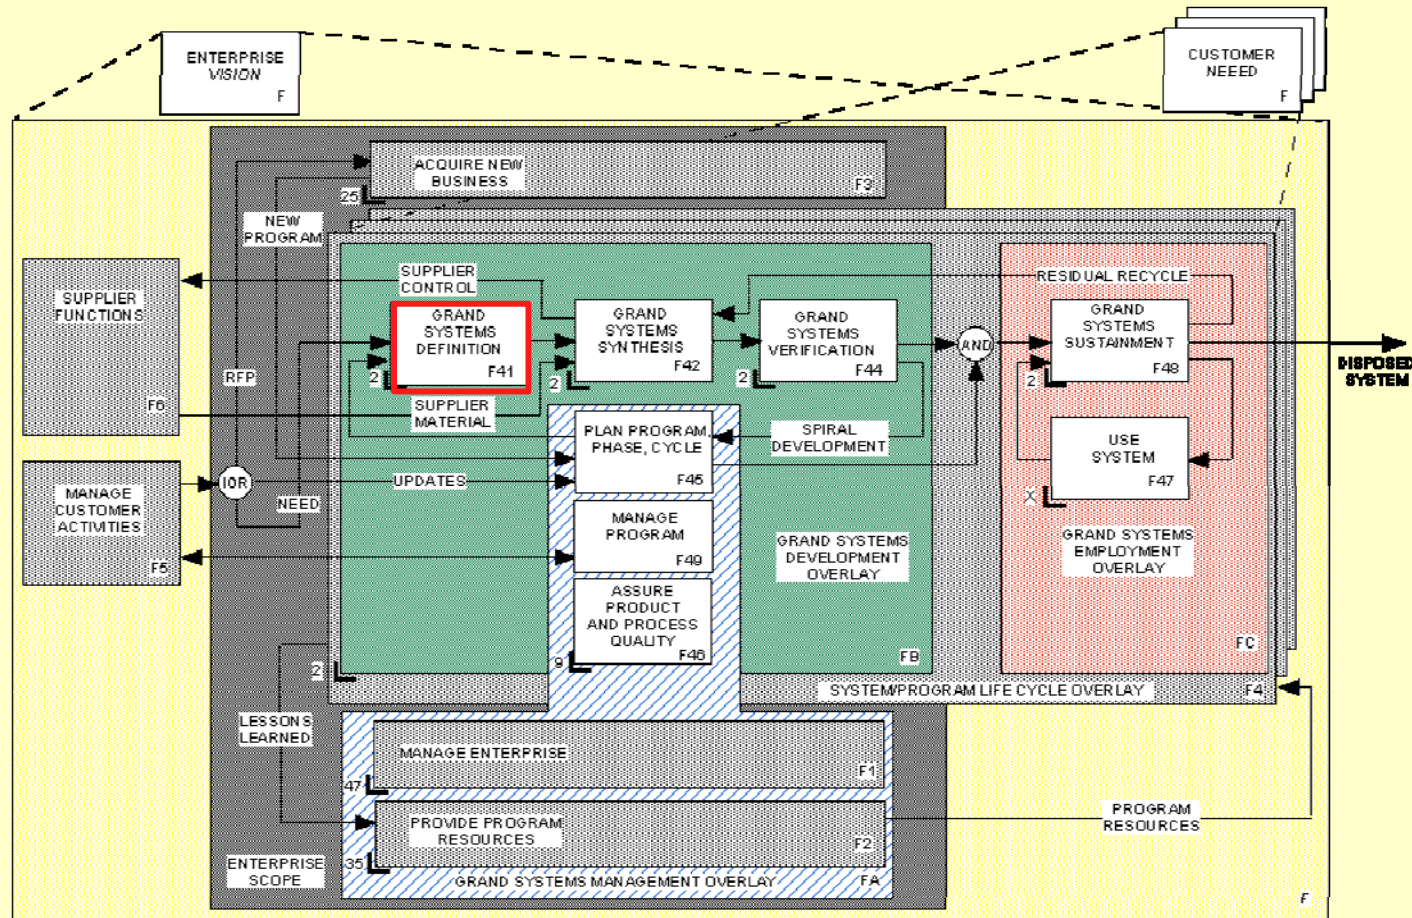 ENTERPRISE
VISION
F
CUSTOMER
NEEED
F
ACQUIRE NEW
BUSINESS
F3
25
NEW
PROGRAM
SUPPLIER
FUNCTIONS
F6
SUPPLIER
CONTROL
RESIDUAL RECYCLE
GRAND
SYSTEMS
DEFINITION
F41
2
GRAND
SYSTEMS
SYNTHESIS
F42
2
GRAND
SYSTEMS
VERIFICATION
F44
2
AND
GRAND
SYSTEMS
SUSTAINMENT
F48
2
DISPOSED
SYSTEM
RFP
SUPPLIER
MATERIAL
PLAN PROGRAM,
PHASE, CYCLE
F45
SPIRAL
DEVELOPMENT
USE
SYSTEM
F47
X
MANAGE
CUSTOMER
ACTIVITIES
F5
IOR
UPDATES
NEED
MANAGE
PROGRAM
F49
GRAND SYSTEMS
DEVELOPMENT
OVERLAY
GRAND SYSTEMS
EMPLOYMENT
OVERLAY
ASSURE
PRODUCT
AND PROCESS
QUALITY
F46
9
FB
FC
2
SYSTEM/PROGRAM LIFE CYCLE OVERLAY
F4
LESSONS
LEARNED
MANAGE ENTERPRISE
F1
47
PROVIDE PROGRAM
RESOURCES
F2
35
PROGRAM
RESOURCES
ENTERPRISE
SCOPE
GRAND SYSTEMS MANAGEMENT OVERLAY
FA
F